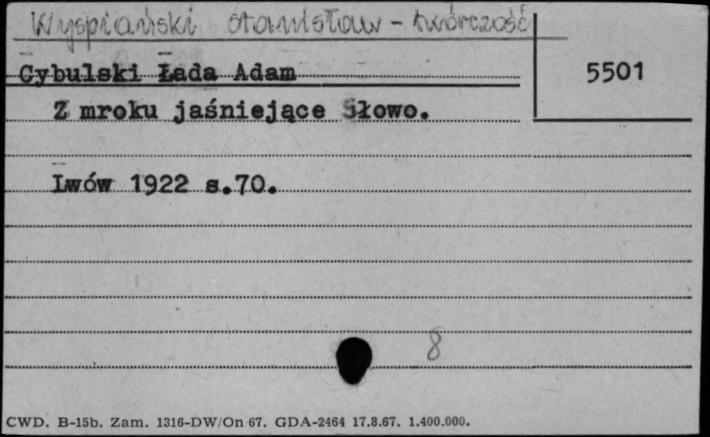 Wyspiański Stanisław - twórczość
Cybulski Łada Adam
5501
Z mroku jaśniejące Słowo.
Lwów 1922 s.70.
8
CWD. B-15b. Zam. 1316-DW/On 67. GDA-2464 17.8.67. 1.400.000.